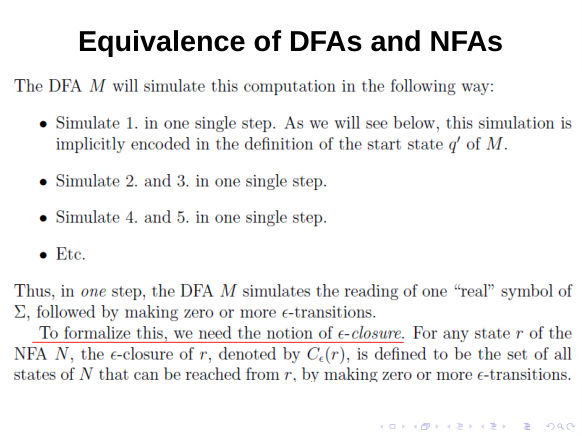 Equivalence of DFAs and NFAs
The DFA M will simulate this computation in the following way:
• Simulate 1. in one single step. As we will see below, this simulation is
implicitly encoded in the definition of the start state q′ of M.
• Simulate 2. and 3. in one single step.
• Simulate 4. and 5. in one single step.
• Etc.
Thus, in one step, the DFA M simulates the reading of one “real” symbol of
Σ, followed by making zero or more ϵ-transitions.
To formalize this, we need the notion of ϵ-closure. For any state r of the
NFA N, the ϵ-closure of r, denoted by Cϵ(r), is defined to be the set of all
states of N that can be reached from r, by making zero or more ϵ-transitions.